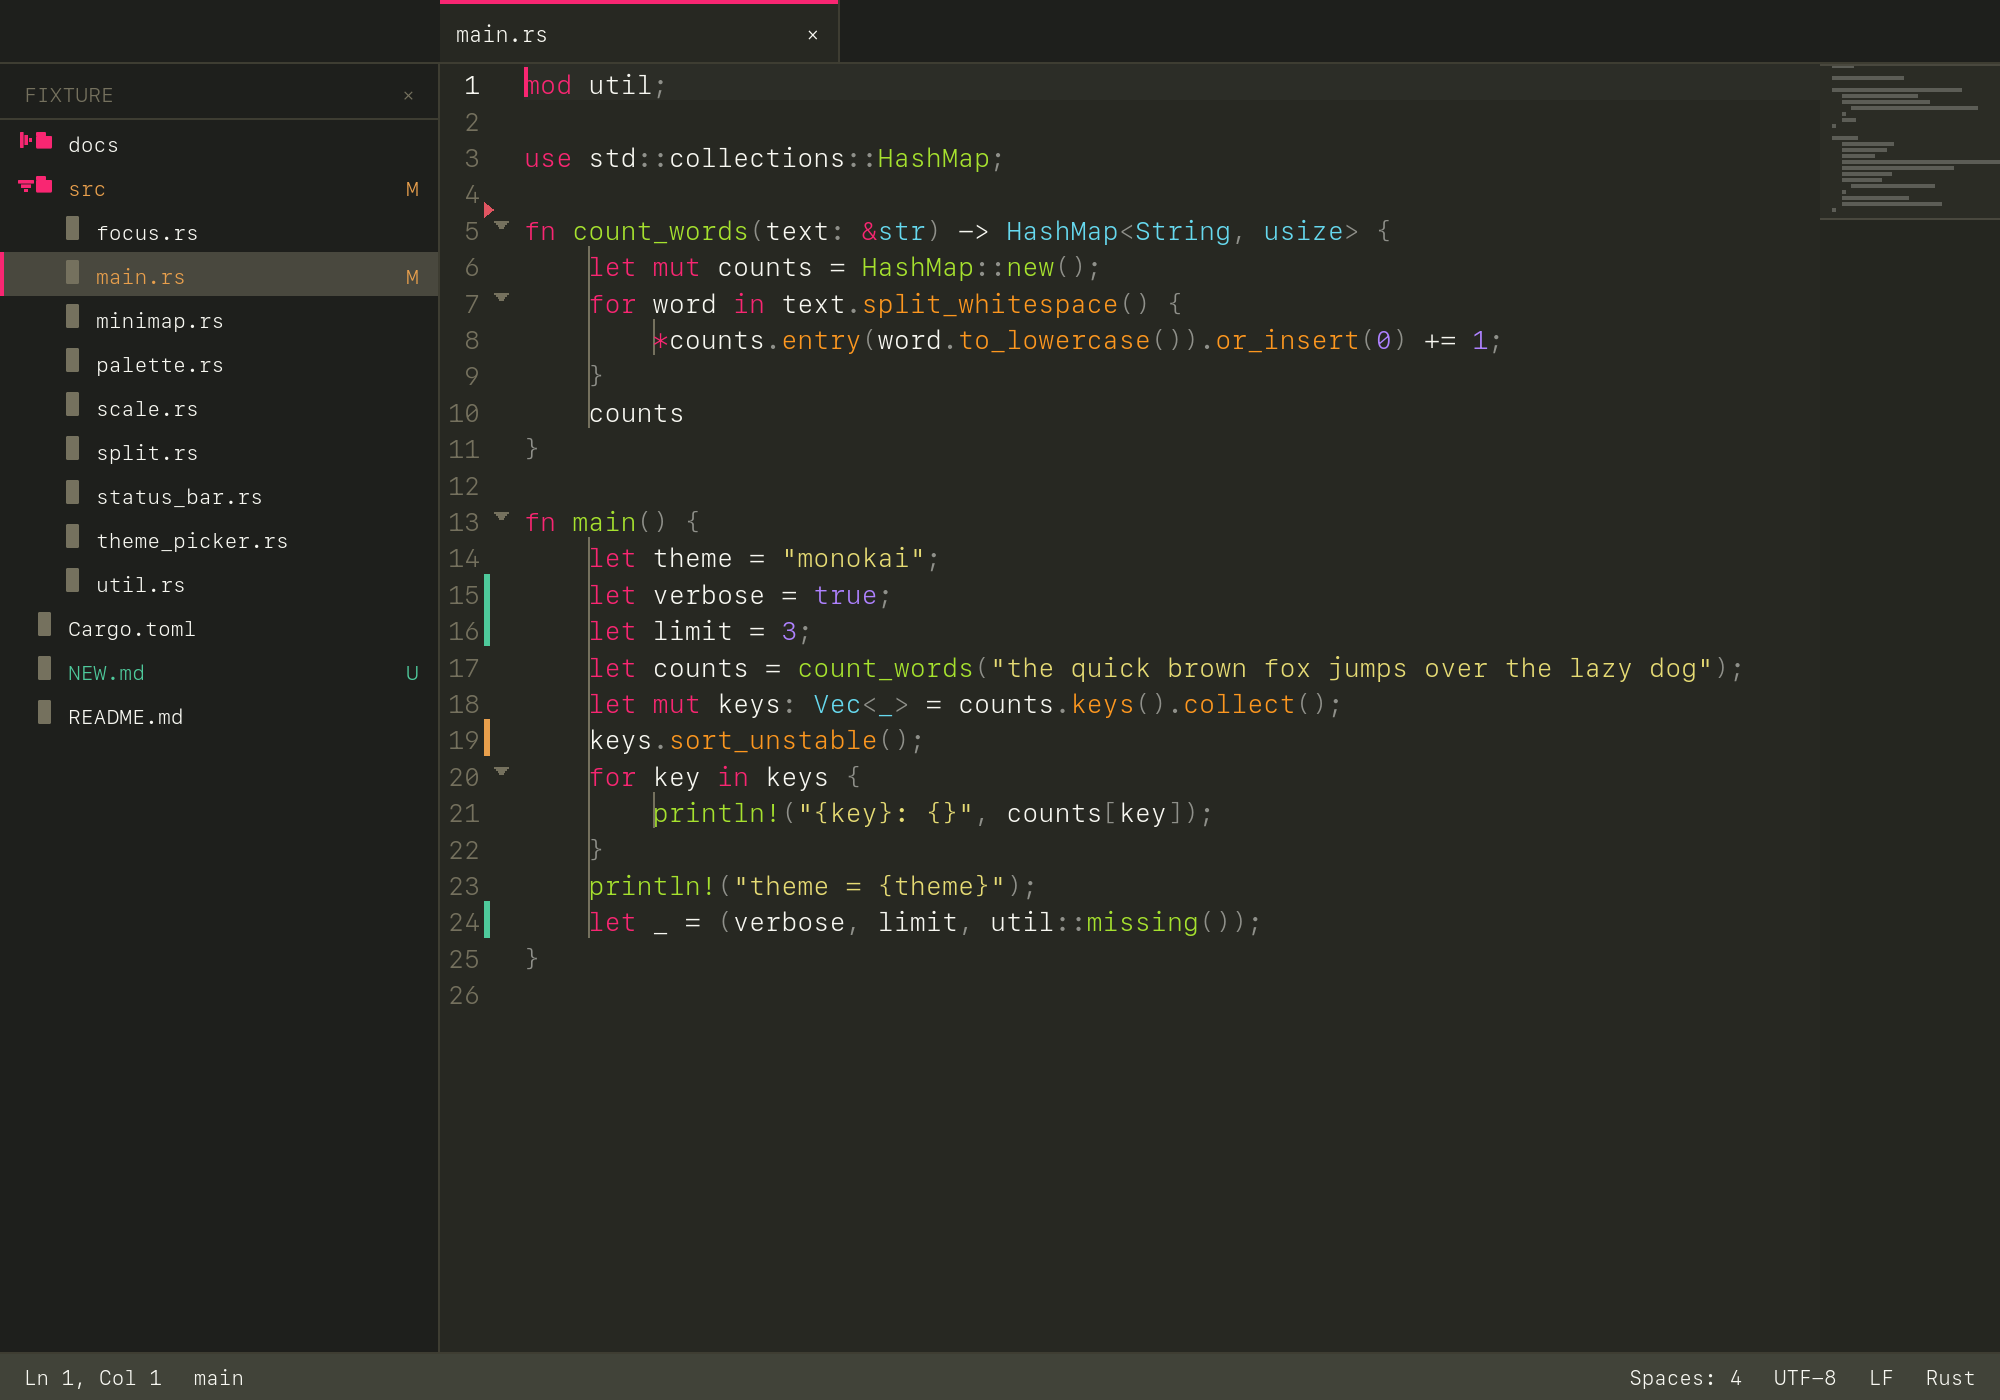 main.rs ×
FIXTURE ×
docs
src M
focus.rs
main.rs M
minimap.rs
palette.rs
scale.rs
split.rs
status_bar.rs
theme_picker.rs
util.rs
Cargo.toml
NEW.md U
README.md
1 mod util;
2
3 use std::collections::HashMap;
4
5 fn count_words(text: &str) -> HashMap<String, usize> {
6     let mut counts = HashMap::new();
7     for word in text.split_whitespace() {
8         *counts.entry(word.to_lowercase()).or_insert(0) += 1;
9     }
10     counts
11 }
12
13 fn main() {
14     let theme = "monokai";
15     let verbose = true;
16     let limit = 3;
17     let counts = count_words("the quick brown fox jumps over the lazy dog");
18     let mut keys: Vec<_> = counts.keys().collect();
19     keys.sort_unstable();
20     for key in keys {
21         println!("{key}: {}", counts[key]);
22     }
23     println!("theme = {theme}");
24     let _ = (verbose, limit, util::missing());
25 }
26
Ln 1, Col 1 main Spaces: 4 UTF-8 LF Rust